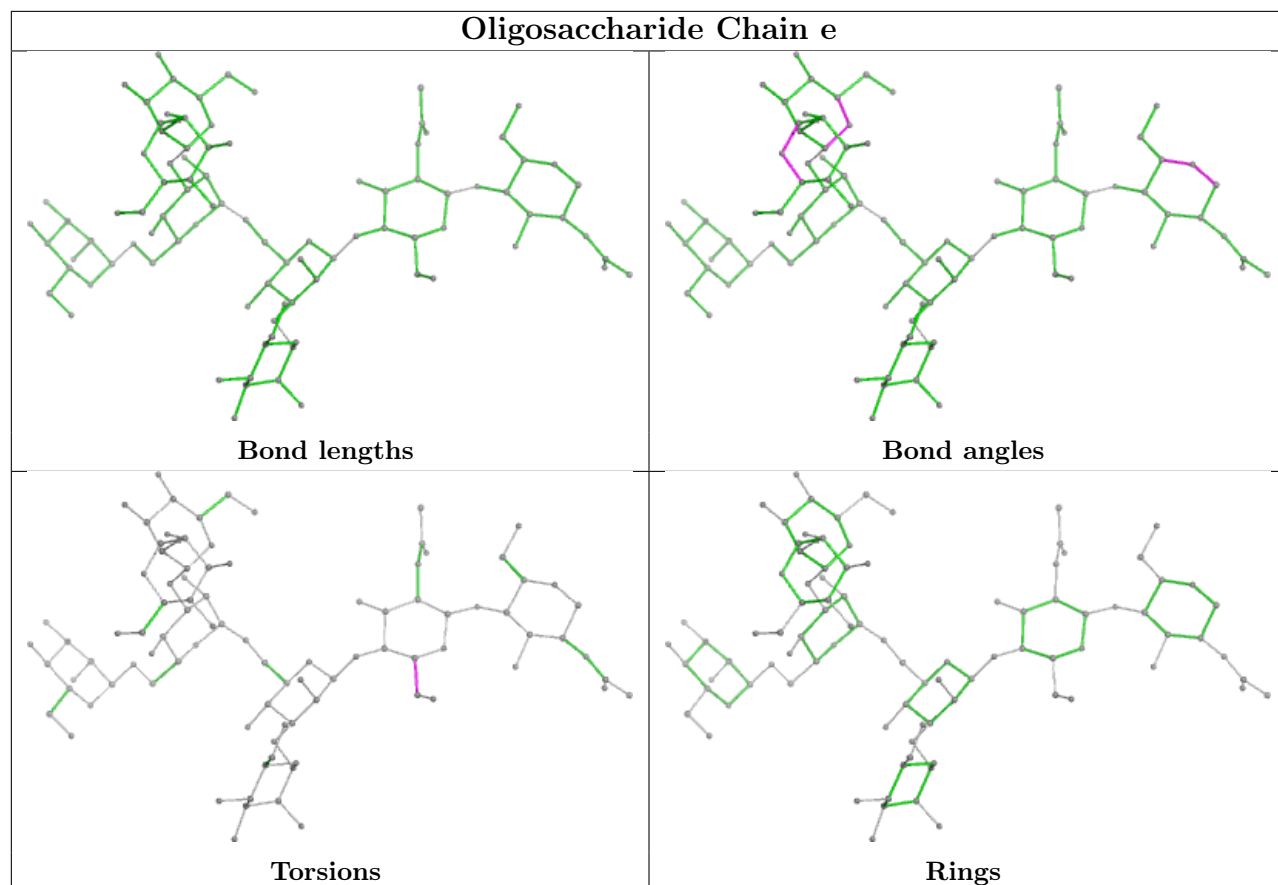 Oligosaccharide Chain e
Bond lengths
Bond angles
Torsions
Rings